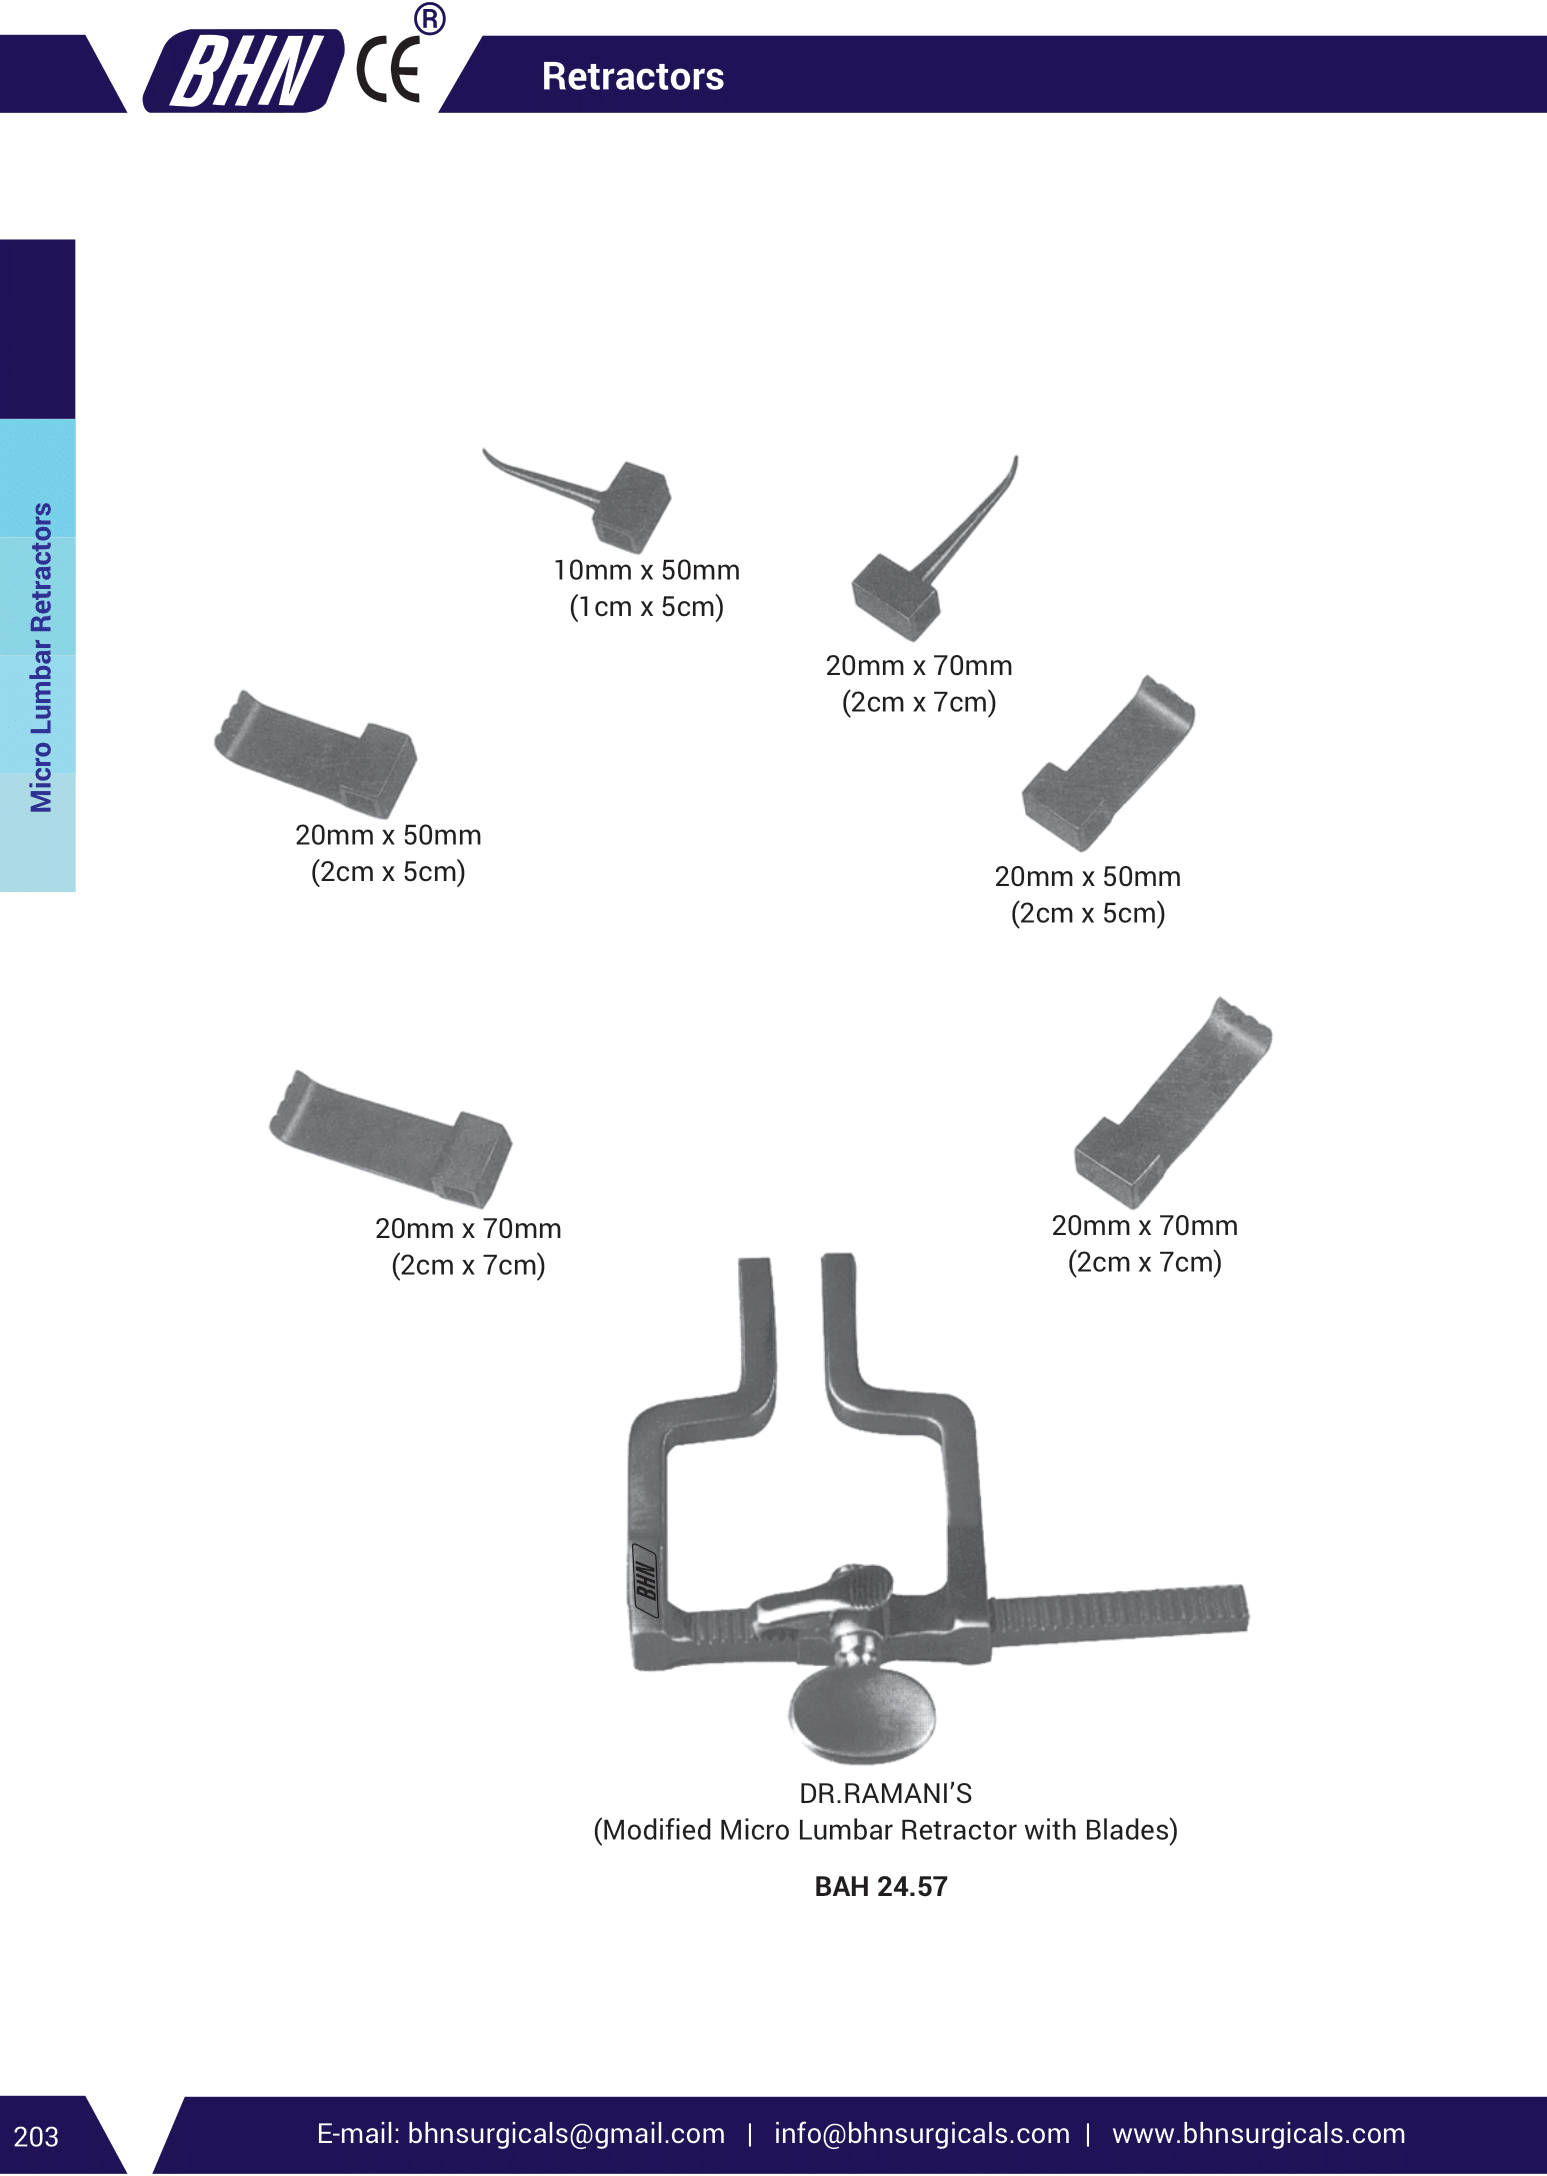 BHN CE ®
Retractors
Micro Lumbar Retractors
10mm x 50mm
(1cm x 5cm)
20mm x 70mm
(2cm x 7cm)
20mm x 50mm
(2cm x 5cm)
20mm x 50mm
(2cm x 5cm)
20mm x 70mm
(2cm x 7cm)
20mm x 70mm
(2cm x 7cm)
BHN
DR.RAMANI’S
(Modified Micro Lumbar Retractor with Blades)
BAH 24.57
203
E-mail: bhnsurgicals@gmail.com | info@bhnsurgicals.com | www.bhnsurgicals.com